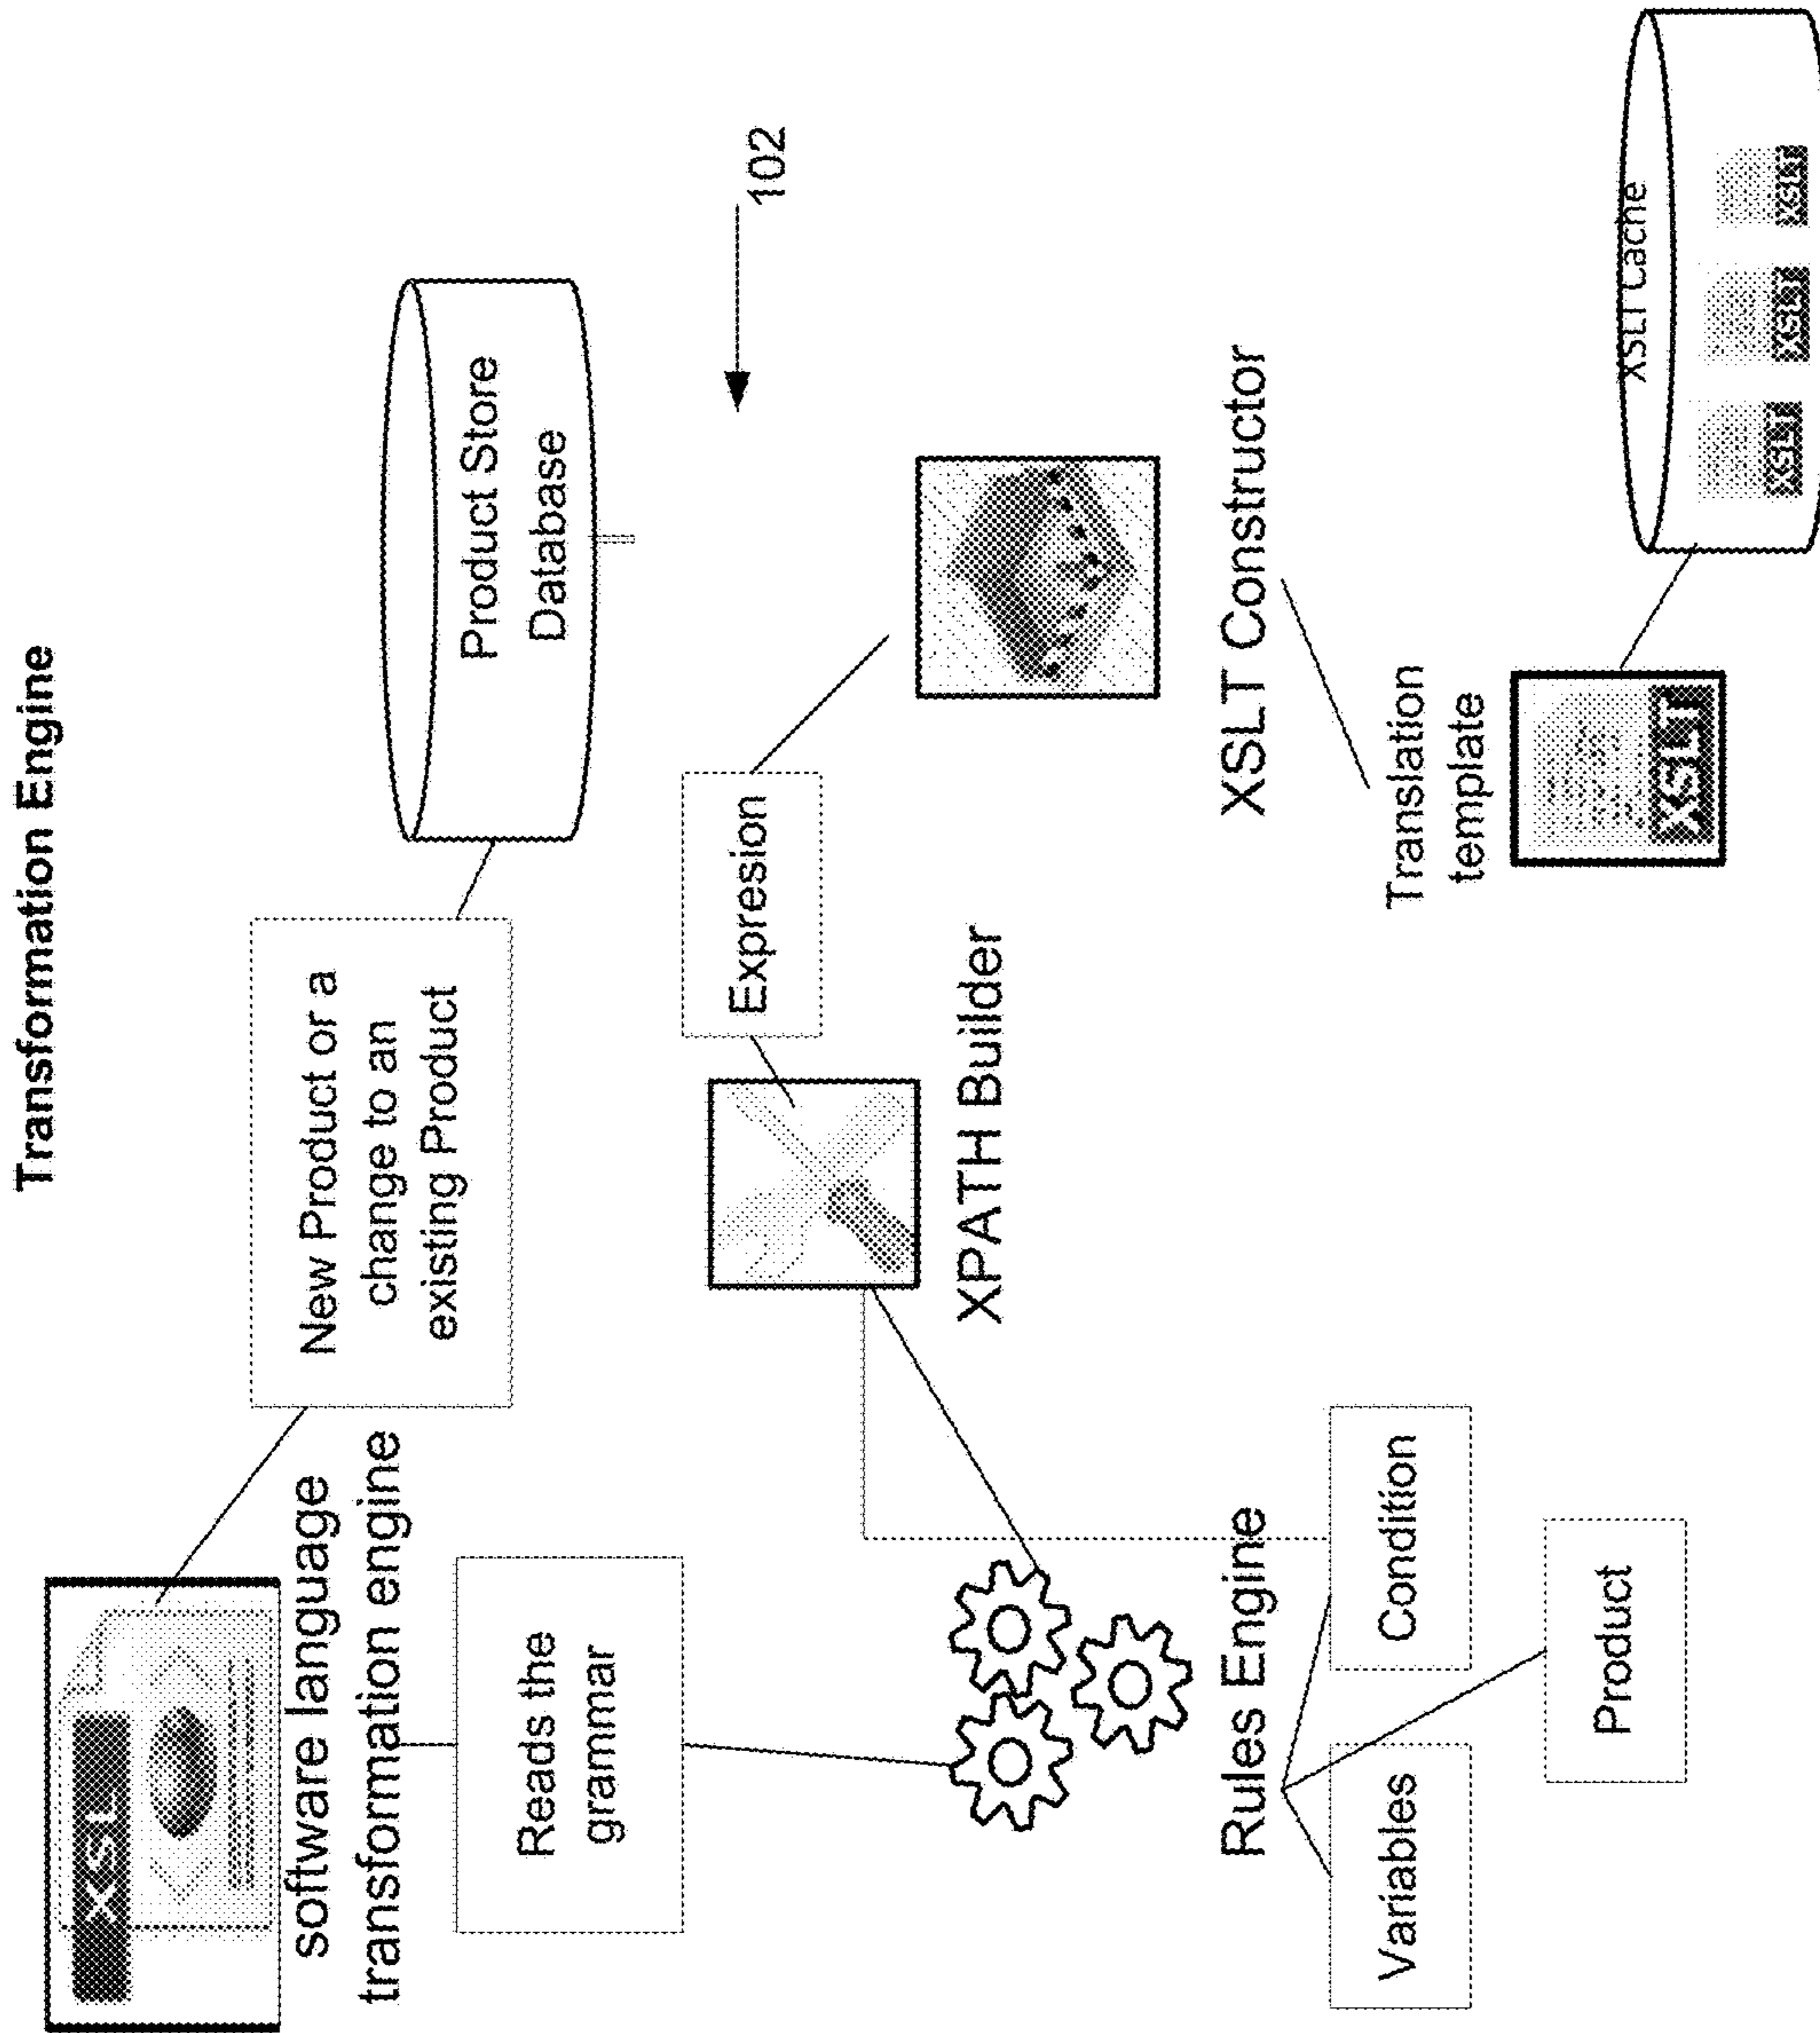 Transformation Engine
XSL
software language
transformation engine
New Product or a
change to an
existing Product
Product Store
Database
Reads the
grammar
102
Expresion
XPATH Builder
XSLT Constructor
Rules Engine
Variables
Condition
Product
Translation
template
XSLT
XSLT Cache
XSLT
XSLT
XSLT